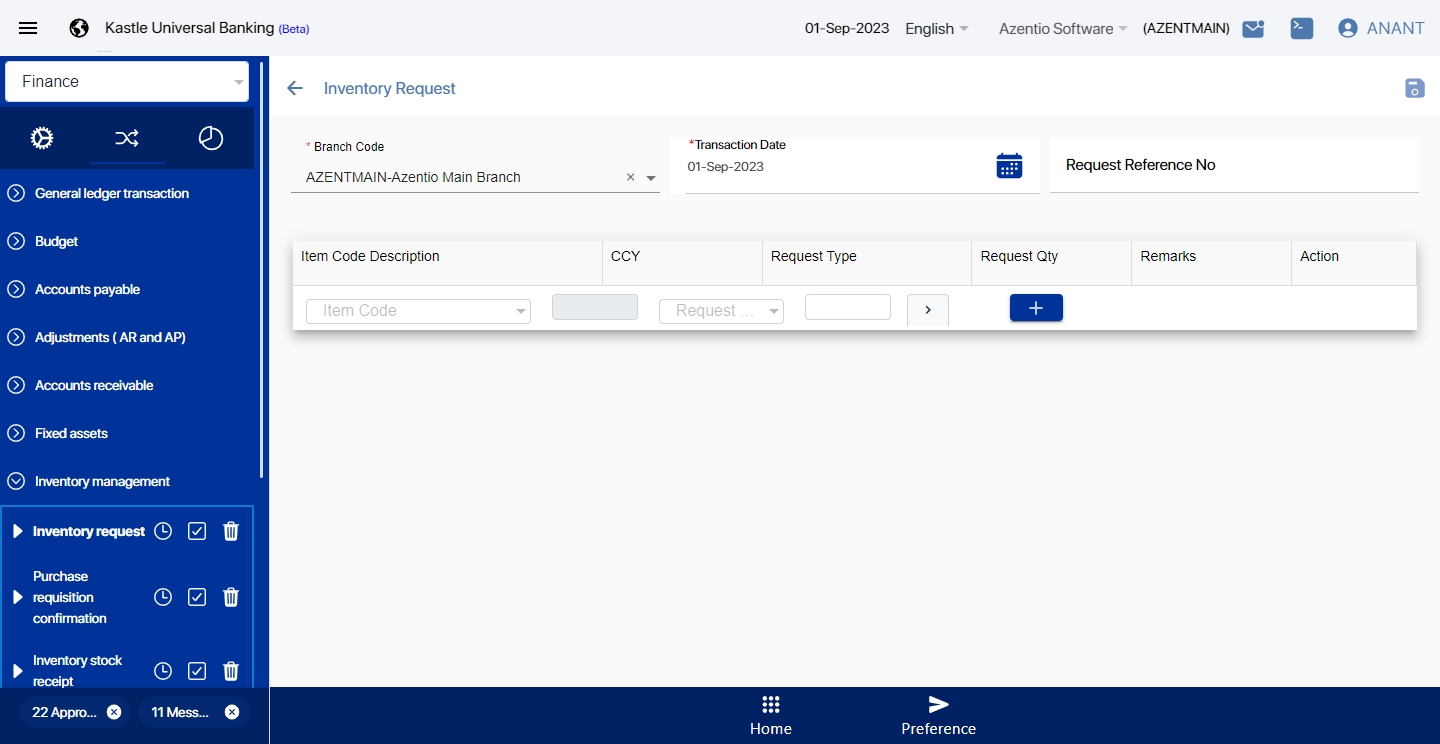 Kastle Universal Banking (Beta)
01-Sep-2023
English
Azentio Software
(AZENTMAIN)
ANANT
Finance
General ledger transaction
Budget
Accounts payable
Adjustments ( AR and AP)
Accounts receivable
Fixed assets
Inventory management
Inventory request
Purchase
requisition
confirmation
Inventory stock
receipt
22 Appro...
11 Mess...
Inventory Request
* Branch Code
AZENTMAIN-Azentio Main Branch
*Transaction Date
01-Sep-2023
Request Reference No
Item Code Description
CCY
Request Type
Request Qty
Remarks
Action
Item Code
Request ...
Home
Preference